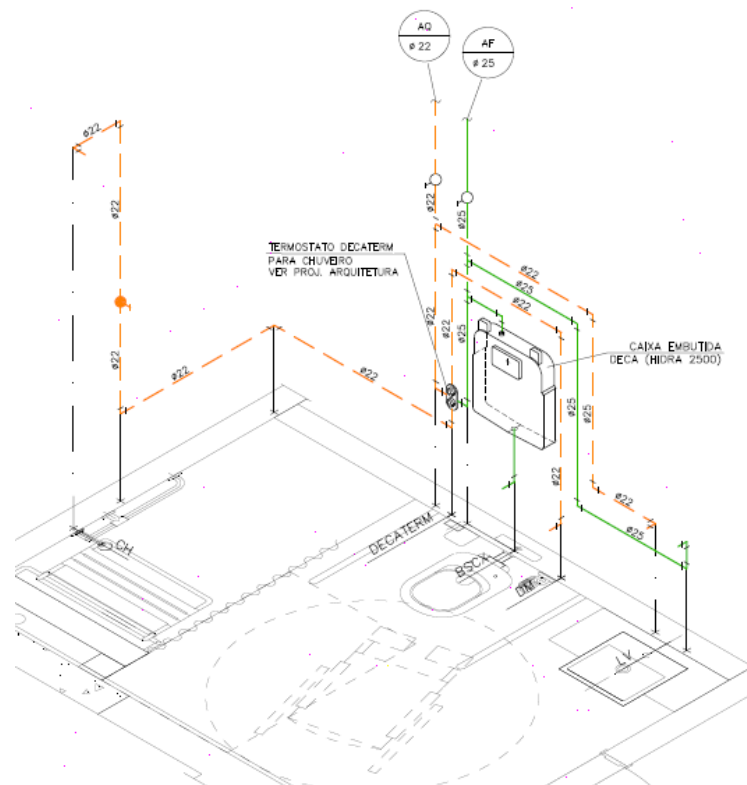 AQ
ø 22
AF
ø 25
ø22
ø22
ø22
ø25
TERMOSTATO DECATERM
PARA CHUVEIRO
VER PROJ. ARQUITETURA
ø22
ø25
ø22
ø22
ø22
ø25
CAIXA EMBUTIDA
DECA (HIDRA 2500)
ø22
ø22
ø22
ø25
ø25
ø22
ø22
ø25
DECATERM
CH
BSCX
LV